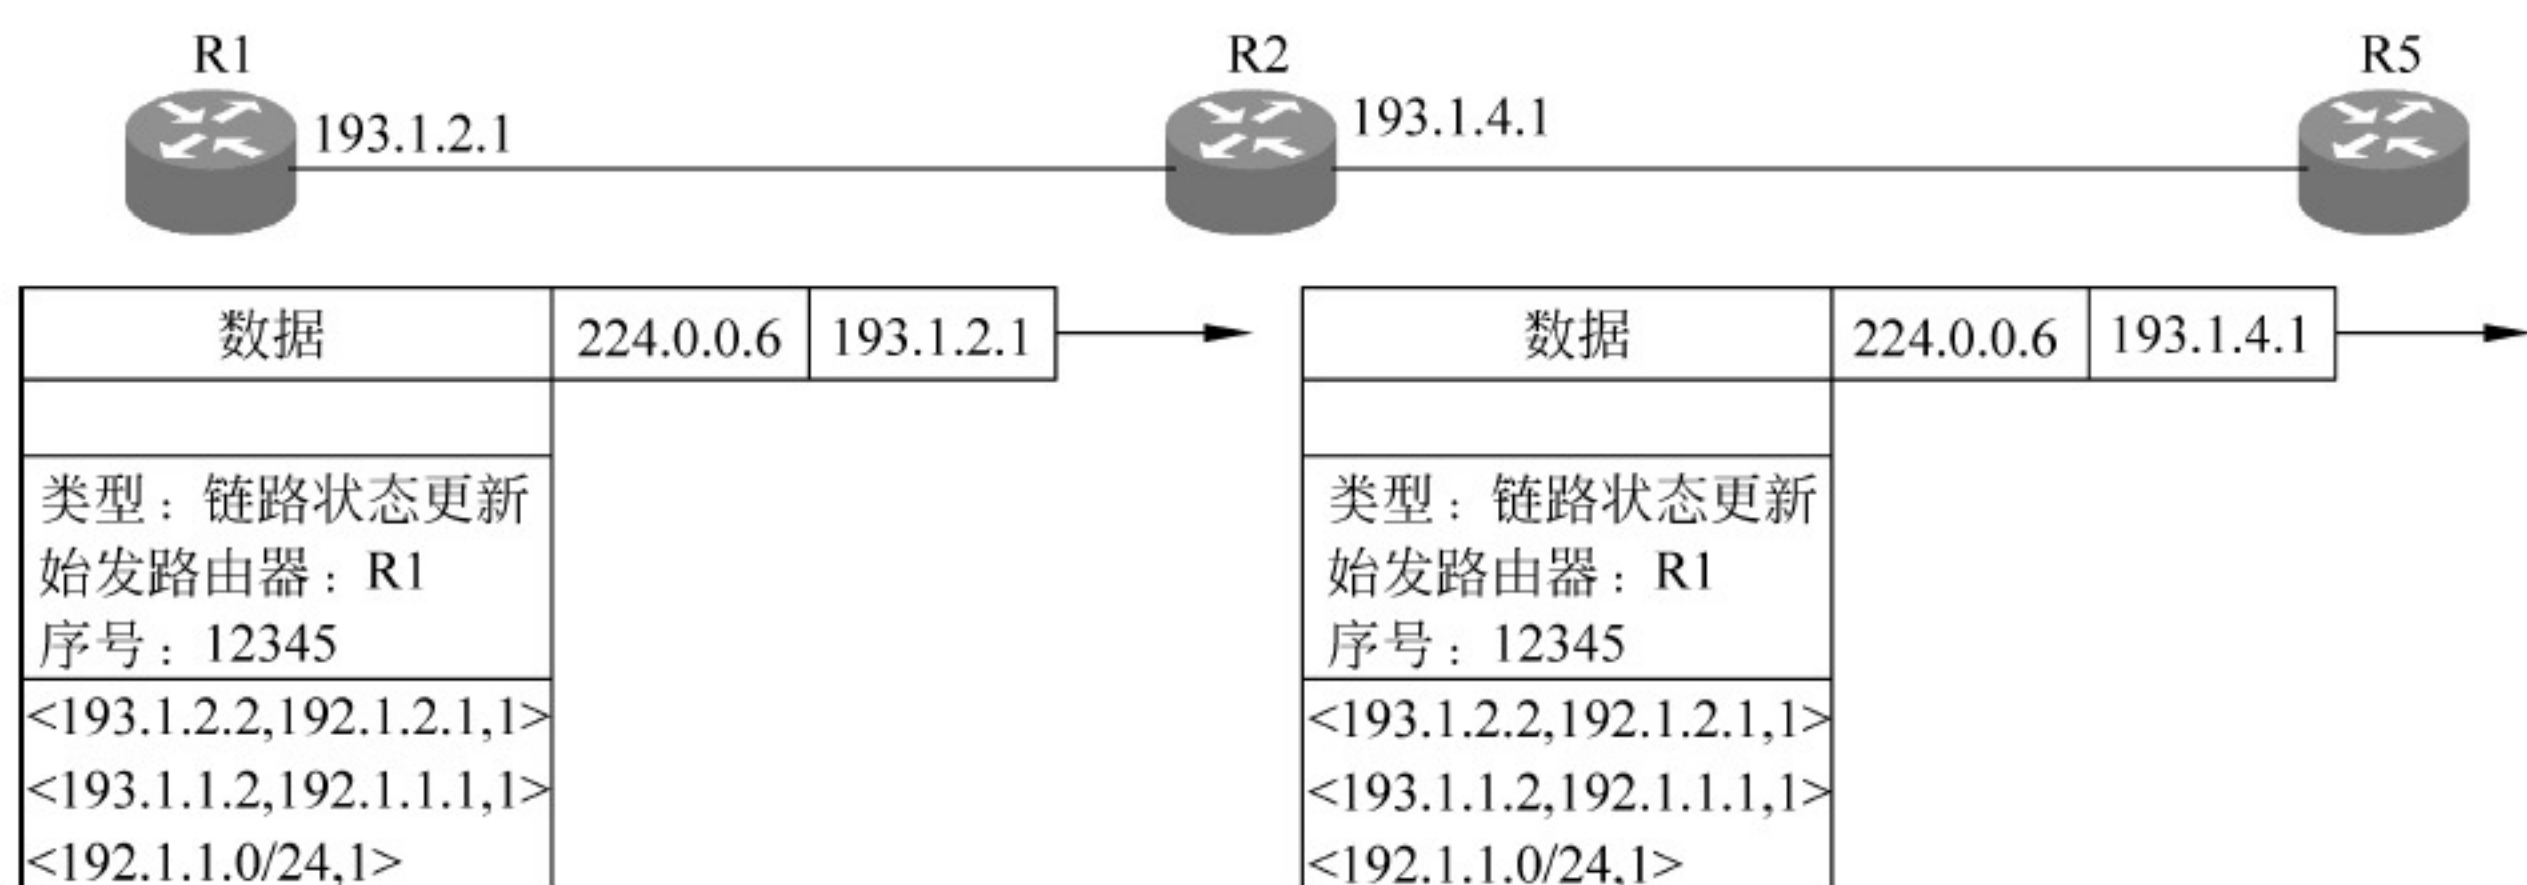 R1
R2
R5
193.1.2.1
193.1.4.1
数据 224.0.0.6 193.1.2.1
类型：链路状态更新
始发路由器：R1
序号：12345
<193.1.2.2,192.1.2.1,1>
<193.1.1.2,192.1.1.1,1>
<192.1.1.0/24,1>
数据 224.0.0.6 193.1.4.1
类型：链路状态更新
始发路由器：R1
序号：12345
<193.1.2.2,192.1.2.1,1>
<193.1.1.2,192.1.1.1,1>
<192.1.1.0/24,1>